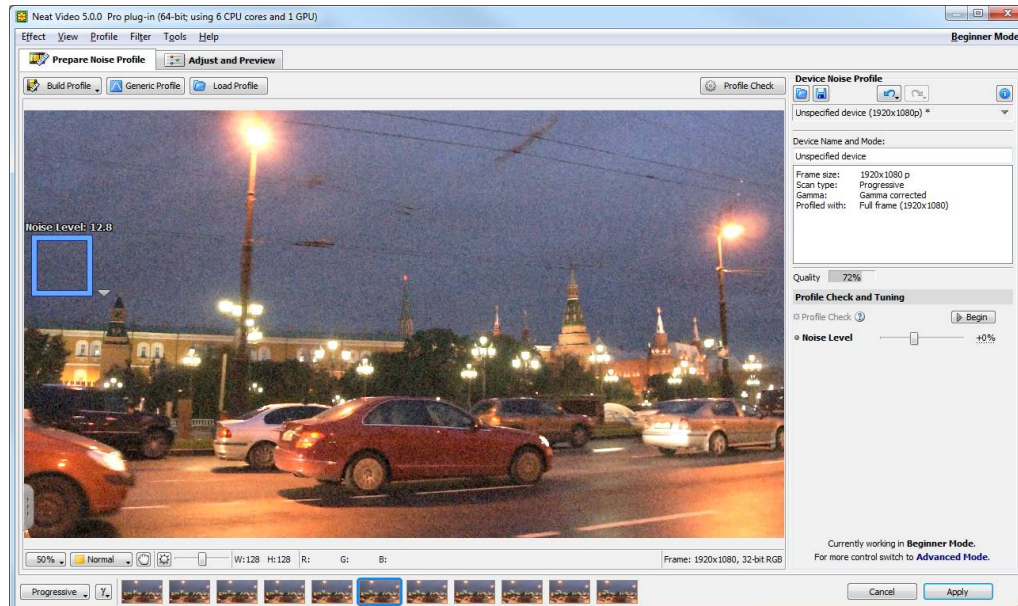 Neat Video 5.0.0 Pro plug-in (64-bit; using 6 CPU cores and 1 GPU)
Effect View Profile Filter Tools Help Beginner Mode
Prepare Noise Profile Adjust and Preview
Build Profile Generic Profile Load Profile Profile Check
Noise Level: 12.8
Device Noise Profile
Unspecified device (1920x1080p) *
Device Name and Mode:
Unspecified device
Frame size: 1920x1080 p
Scan type: Progressive
Gamma: Gamma corrected
Profiled with: Full frame (1920x1080)
Quality 72%
Profile Check and Tuning
Profile Check Begin
Noise Level +0%
Currently working in Beginner Mode.
For more control switch to Advanced Mode.
50% Normal W:128 H:128 R: G: B: Frame: 1920x1080, 32-bit RGB
Progressive Cancel Apply